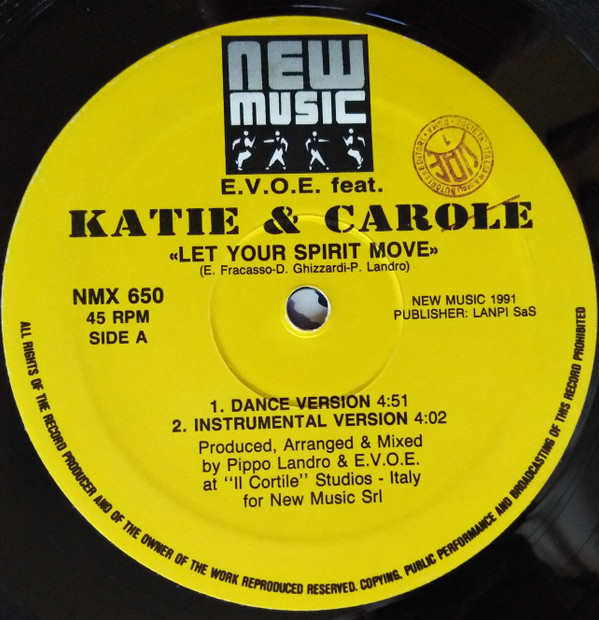 NEW
MUSIC
E.V.O.E. feat.
KATIE & CAROLE
«LET YOUR SPIRIT MOVE»
(E. Fracasso-D. Ghizzardi-P. Landro)
NMX 650
45 RPM
SIDE A
NEW MUSIC 1991
PUBLISHER: LANPI SaS
1. DANCE VERSION 4:51
2. INSTRUMENTAL VERSION 4:02
Produced, Arranged & Mixed
by Pippo Landro & E.V.O.E.
at "Il Cortile" Studios - Italy
for New Music Srl
ALL RIGHTS OF THE RECORD PRODUCER AND OF THE OWNER OF THE WORK REPRODUCED RESERVED. COPYING, PUBLIC PERFORMANCE AND BROADCASTING OF THIS RECORD PROHIBITED